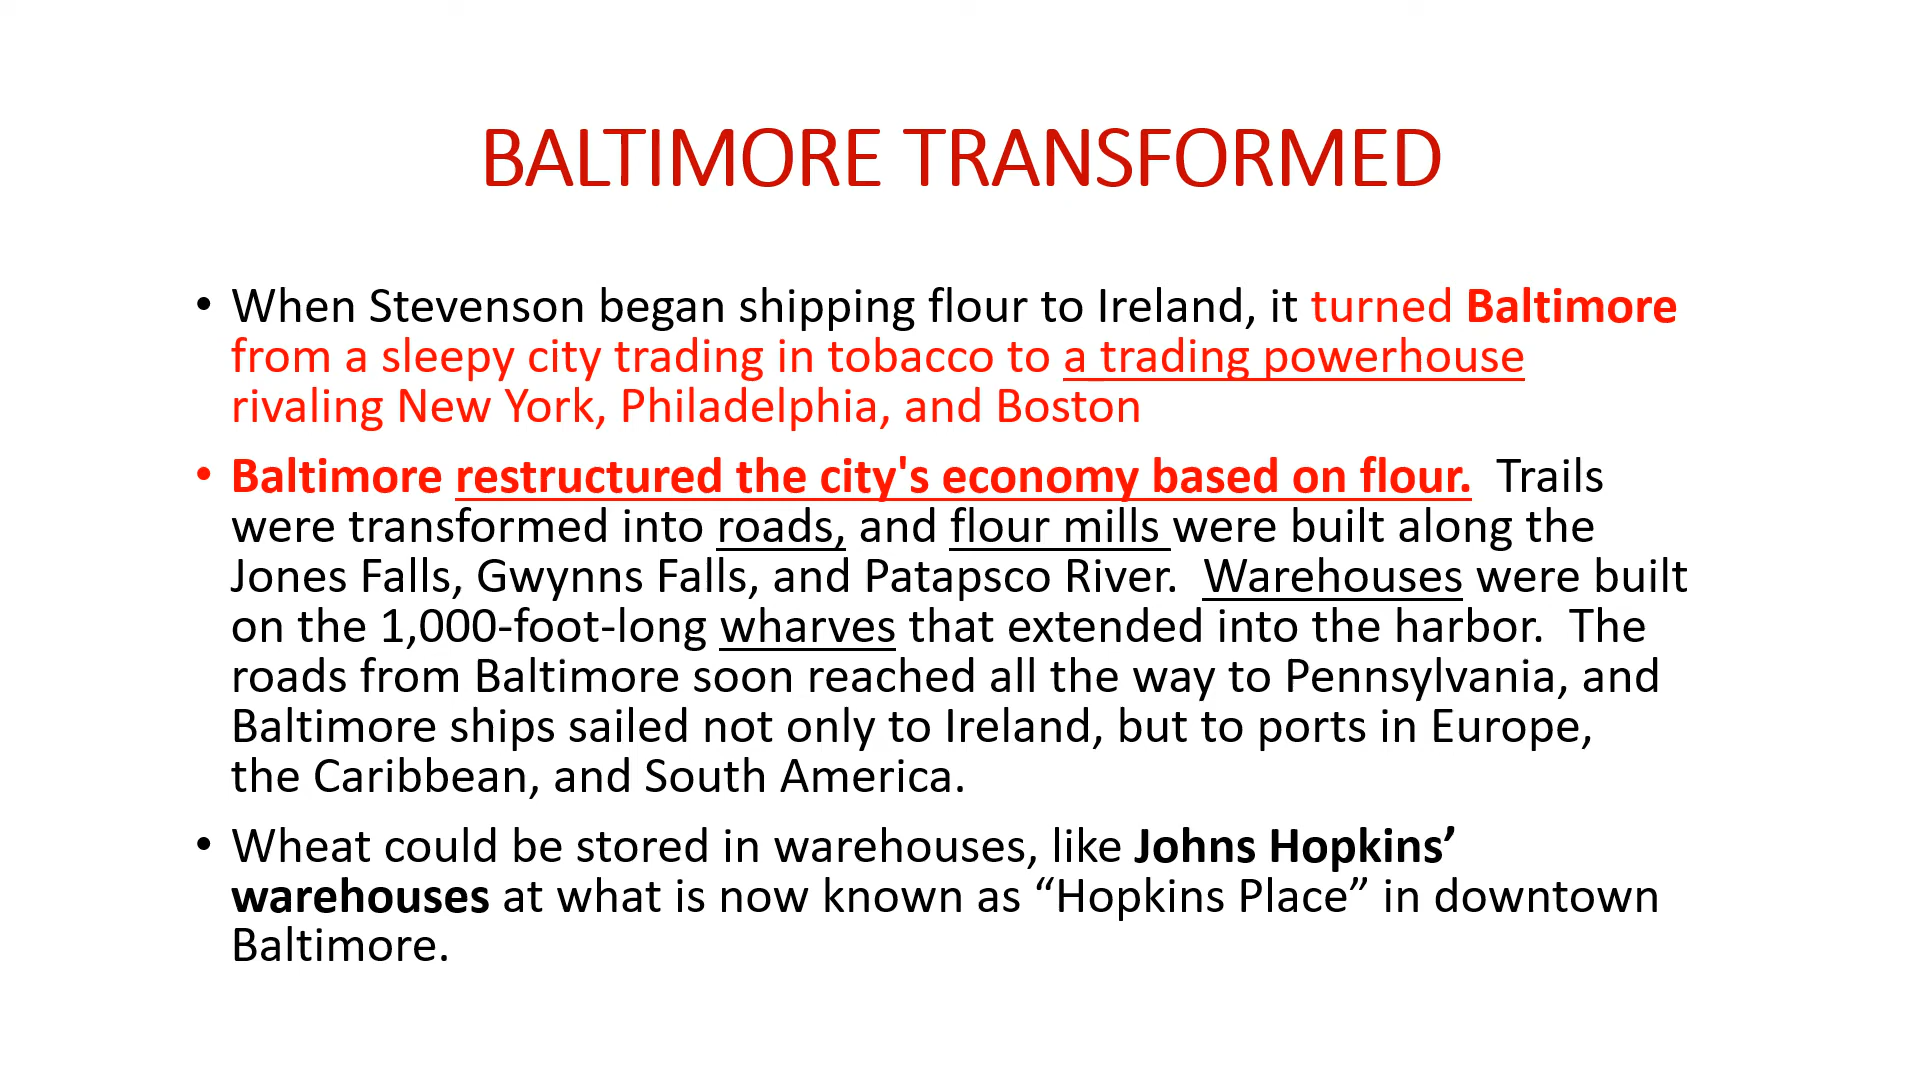 BALTIMORE TRANSFORMED
• When Stevenson began shipping flour to Ireland, it turned Baltimore
from a sleepy city trading in tobacco to a trading powerhouse
rivaling New York, Philadelphia, and Boston
• Baltimore restructured the city's economy based on flour. Trails
were transformed into roads, and flour mills were built along the
Jones Falls, Gwynns Falls, and Patapsco River. Warehouses were built
on the 1,000-foot-long wharves that extended into the harbor. The
roads from Baltimore soon reached all the way to Pennsylvania, and
Baltimore ships sailed not only to Ireland, but to ports in Europe,
the Caribbean, and South America.
• Wheat could be stored in warehouses, like Johns Hopkins’
warehouses at what is now known as “Hopkins Place” in downtown
Baltimore.